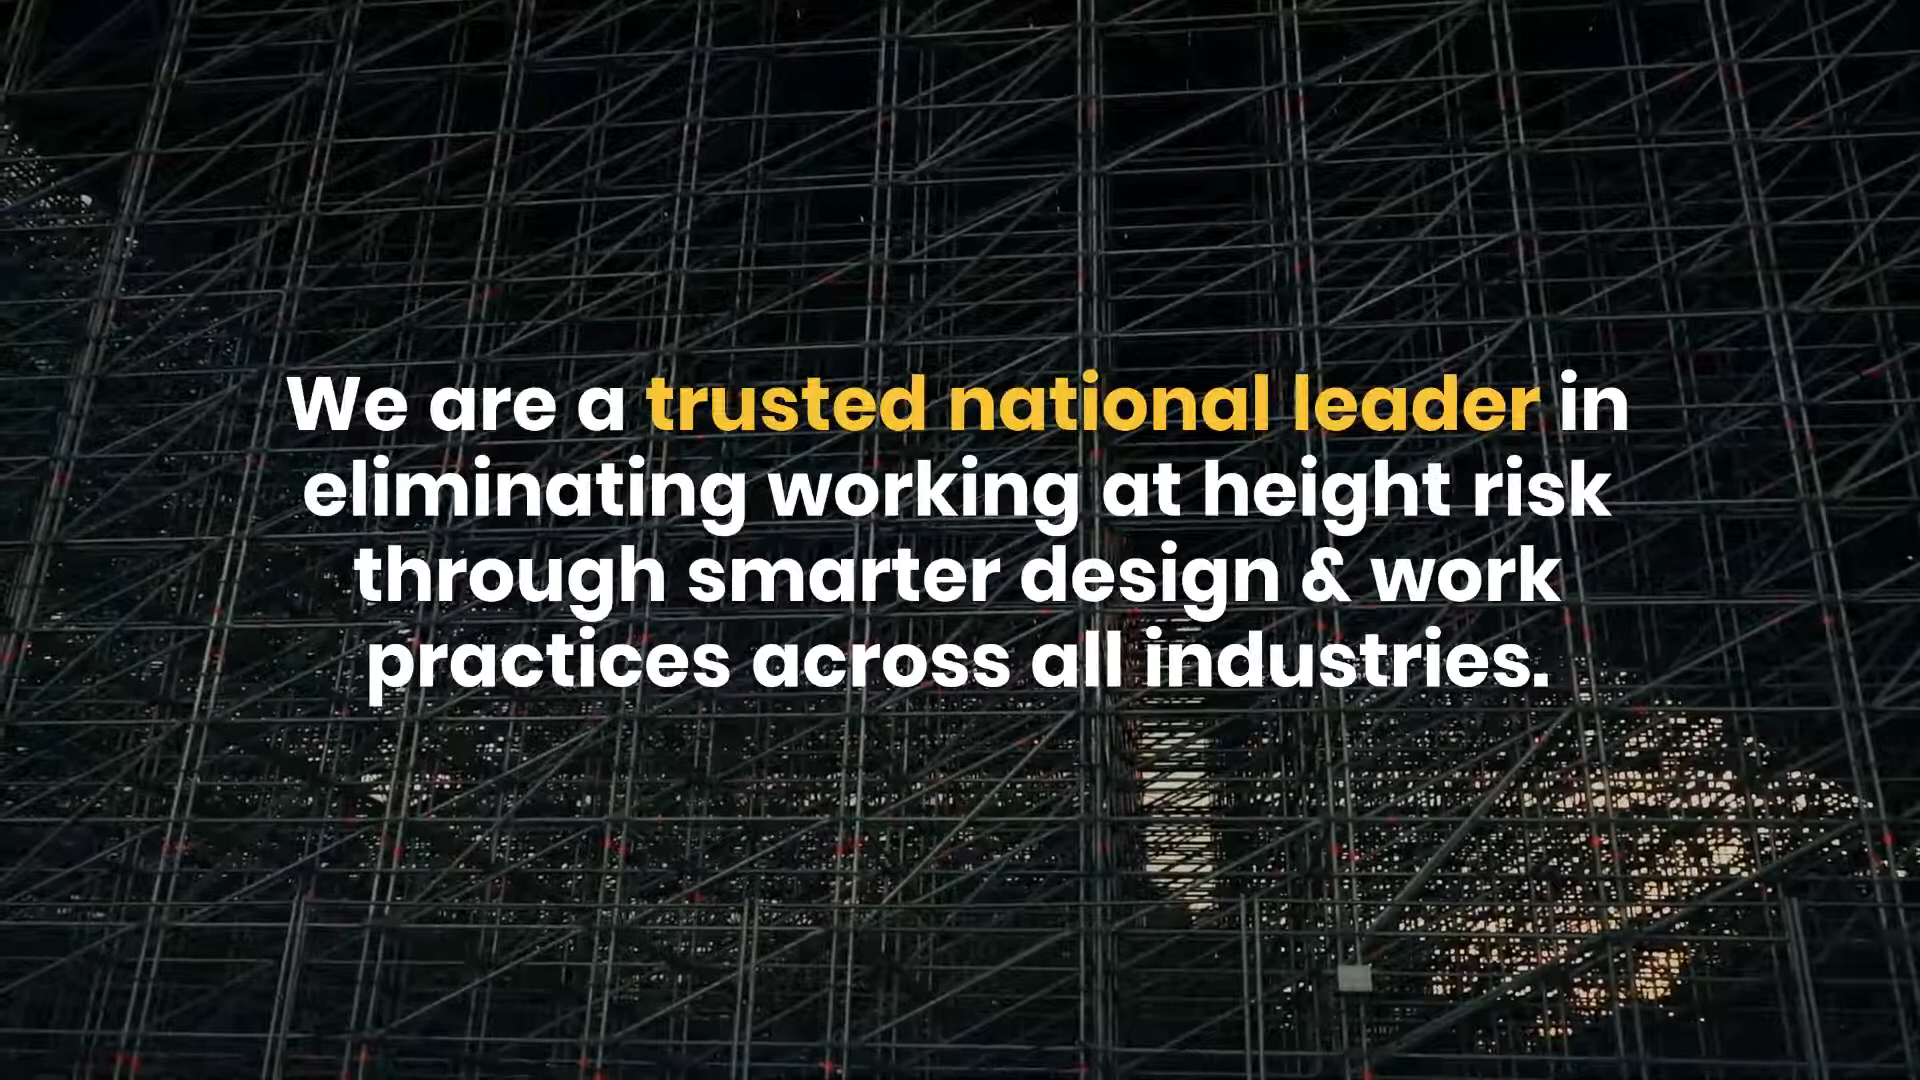 We are a trusted national leader in
eliminating working at height risk
through smarter design & work
practices across all industries.